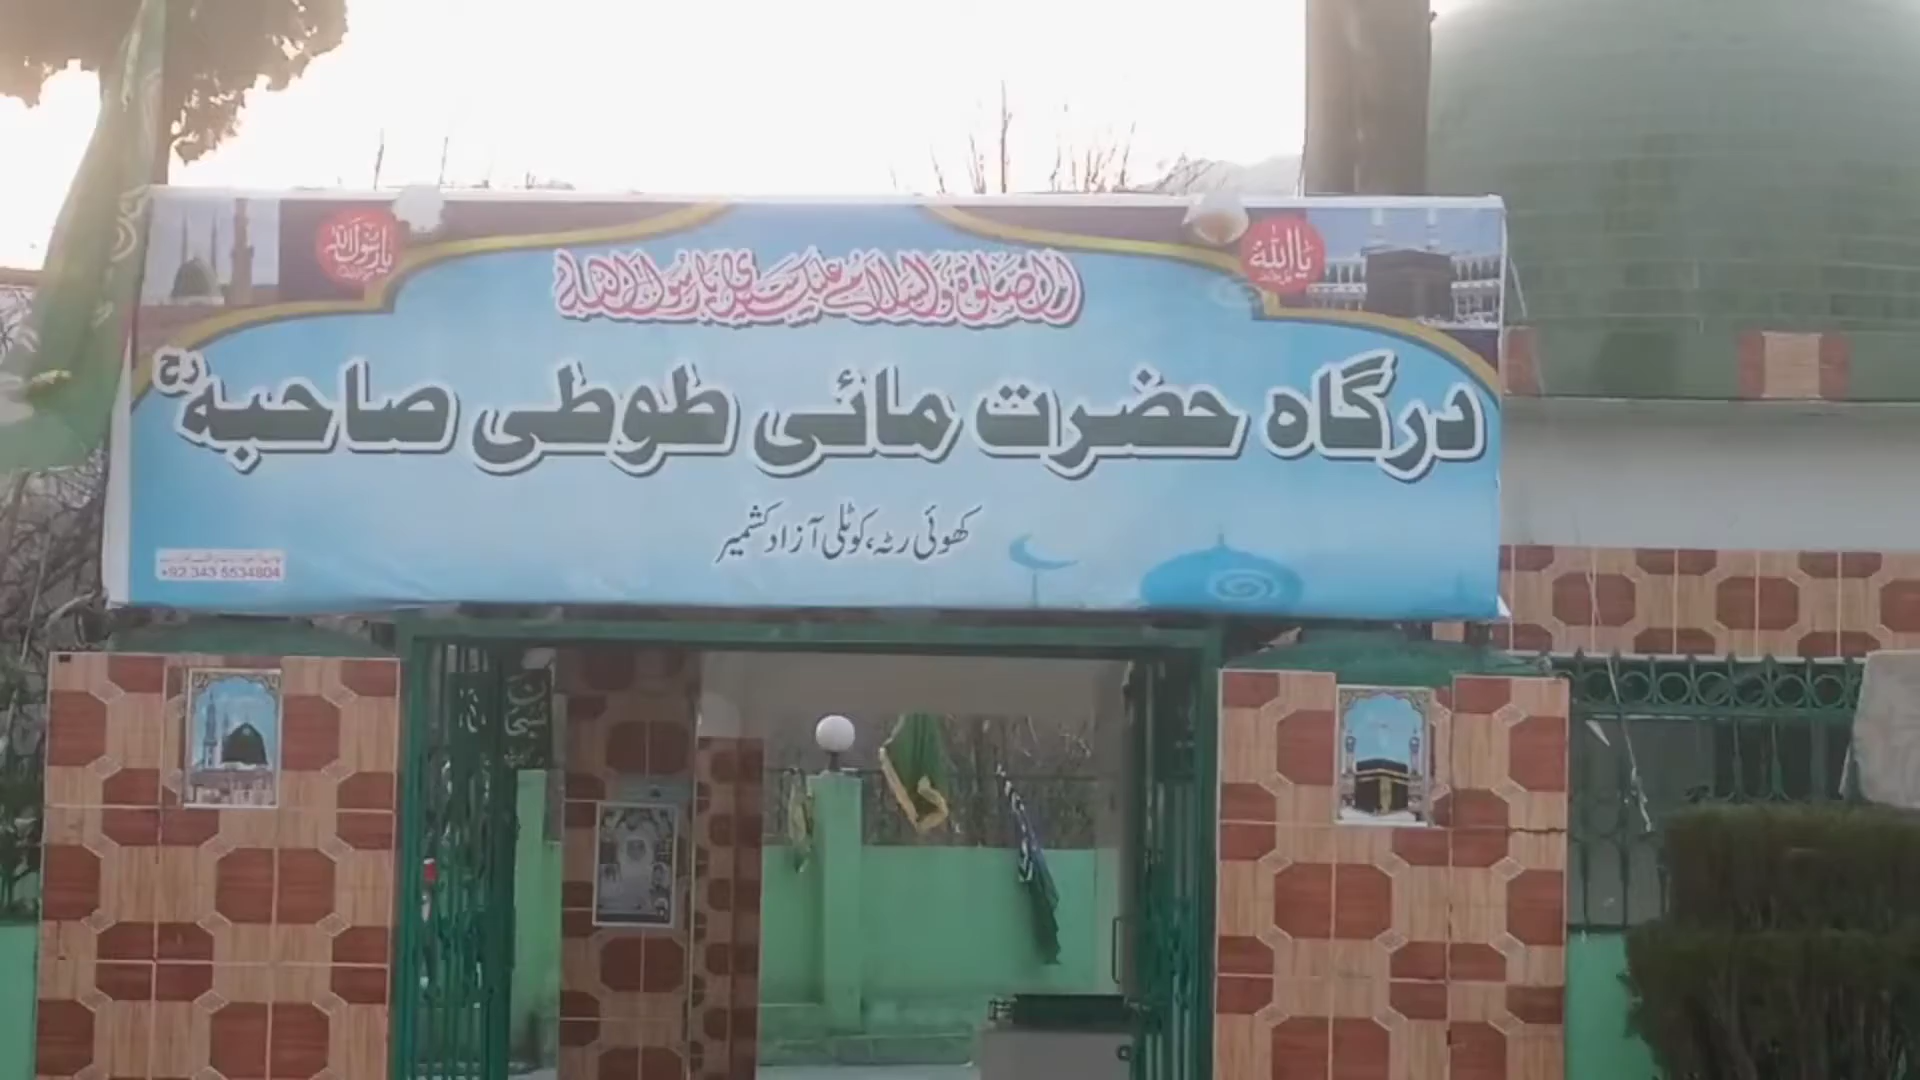 یا اللہ
یا رسول اللہ
الصلوٰۃ والسلام علیک سیدی یا رسول اللہ
درگاہ حضرت مائی طوطی صاحبہ رح
کھوئی رٹہ، کوٹلی آزاد کشمیر
+92 343 5534804